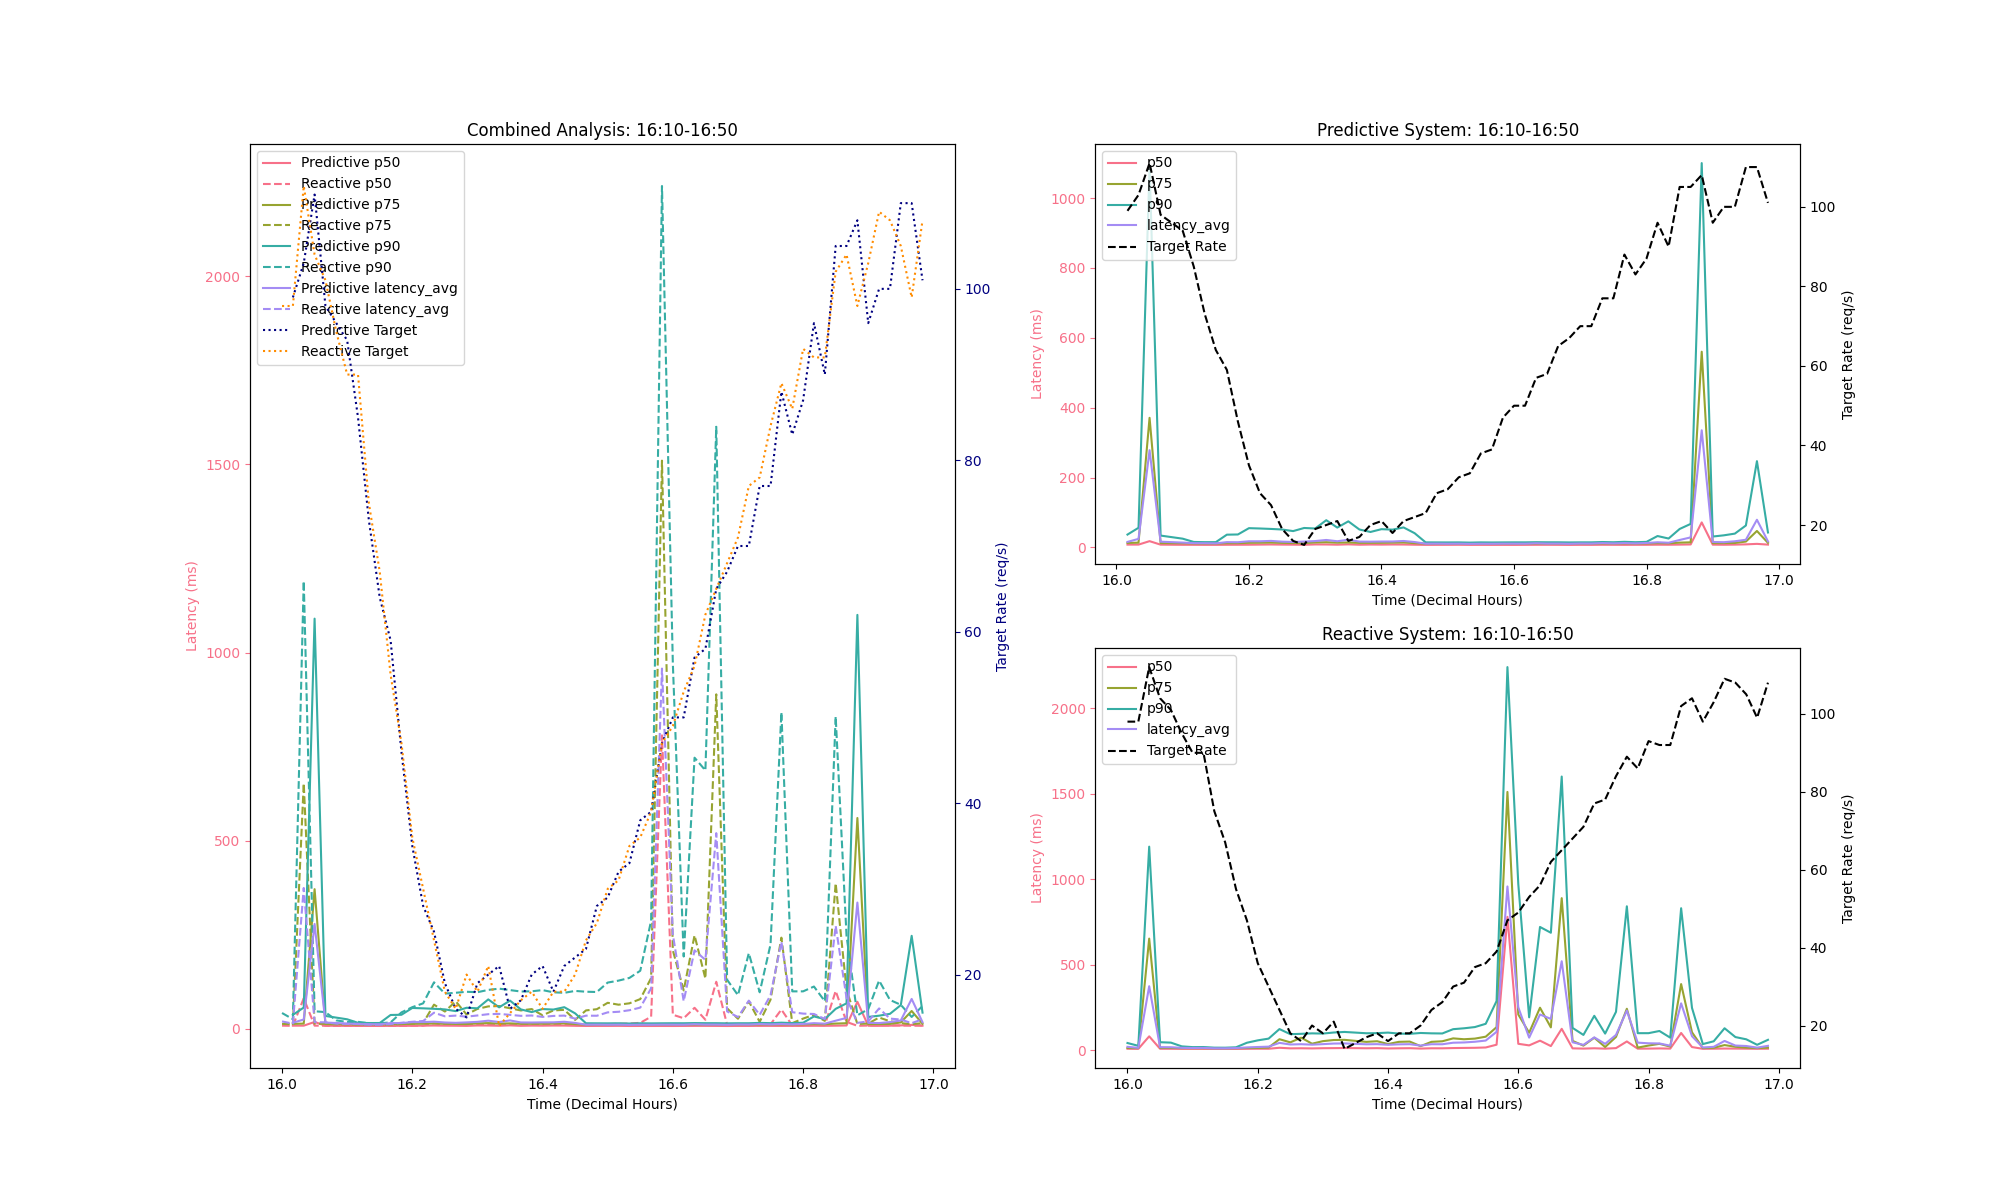 Combined Analysis: 16:10-16:50
Predictive p50
Reactive p50
Predictive p75
Reactive p75
Predictive p90
Reactive p90
Predictive latency_avg
Reactive latency_avg
Predictive Target
Reactive Target
2000
1500
1000
500
0
Latency (ms)
100
80
60
40
20
Target Rate (req/s)
16.0 16.2 16.4 16.6 16.8 17.0
Time (Decimal Hours)
Predictive System: 16:10-16:50
p50
p75
p90
latency_avg
Target Rate
1000
800
600
400
200
0
Latency (ms)
100
80
60
40
20
Target Rate (req/s)
16.0 16.2 16.4 16.6 16.8 17.0
Time (Decimal Hours)
Reactive System: 16:10-16:50
p50
p75
p90
latency_avg
Target Rate
2000
1500
1000
500
0
Latency (ms)
100
80
60
40
20
Target Rate (req/s)
16.0 16.2 16.4 16.6 16.8 17.0
Time (Decimal Hours)